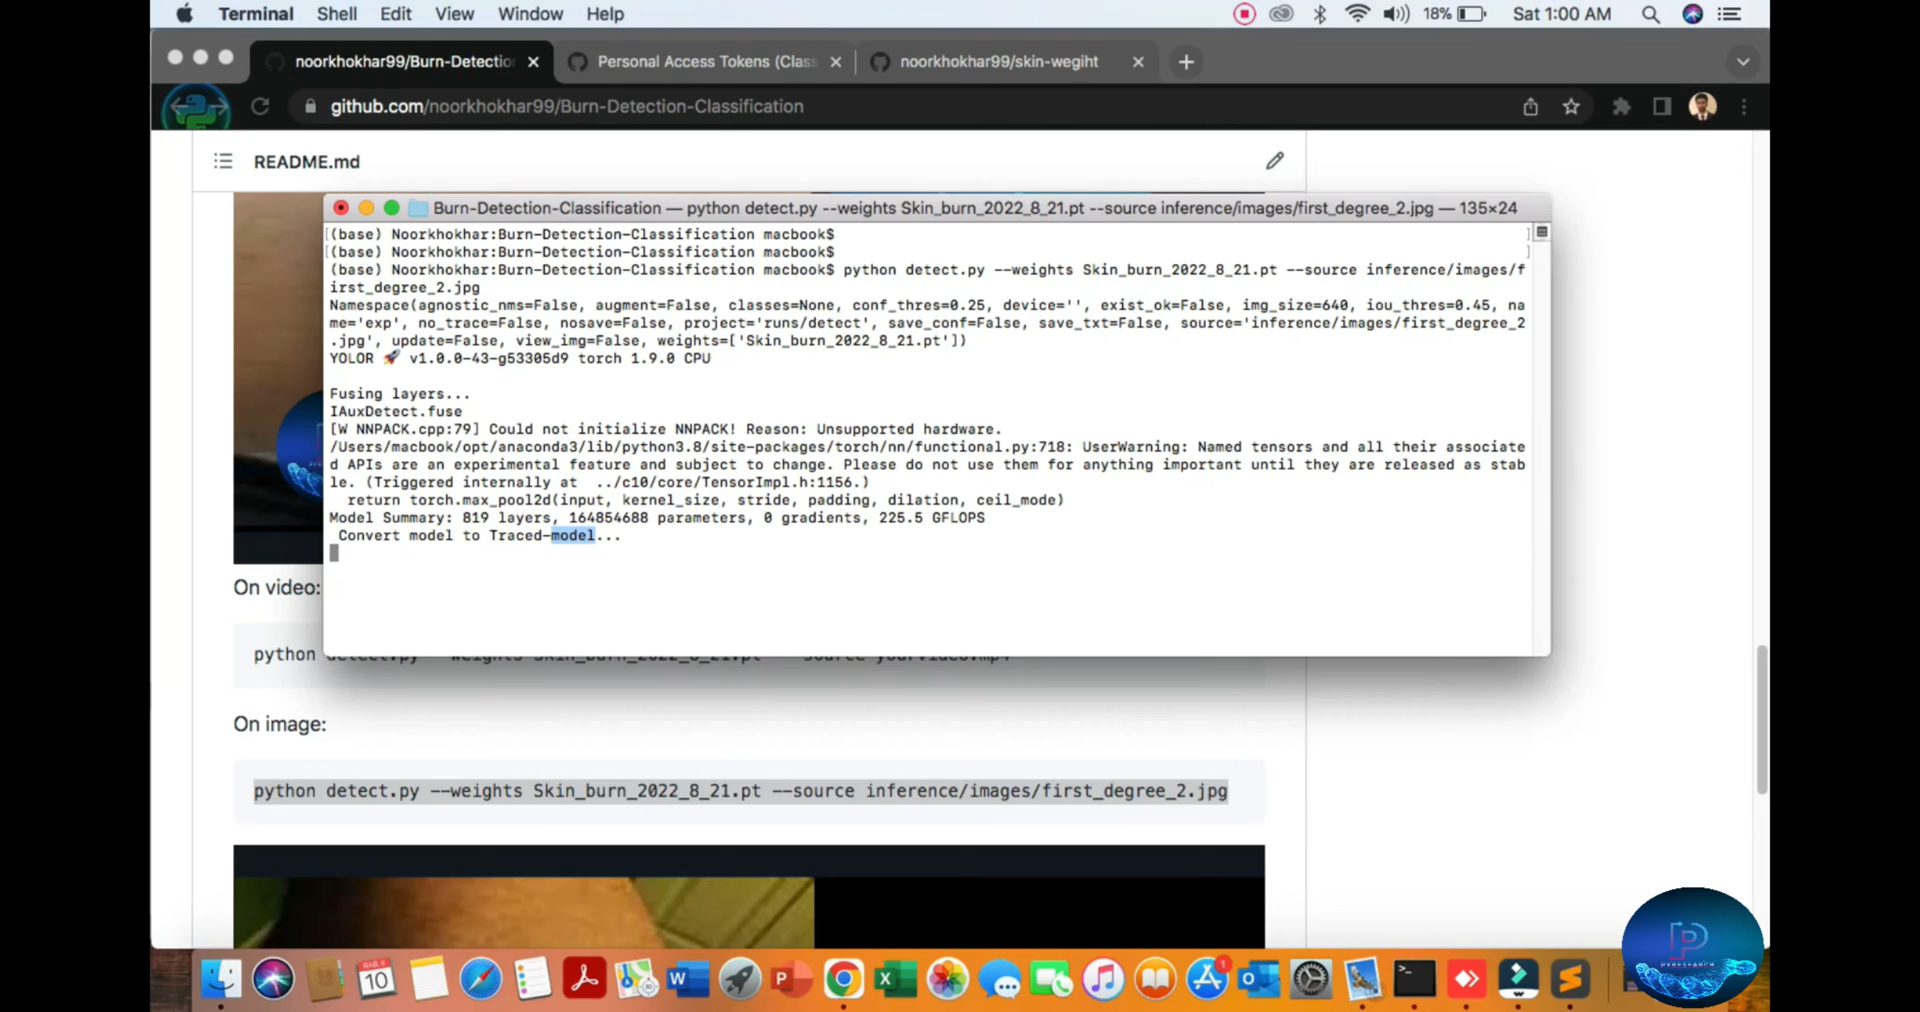 Terminal Shell Edit View Window Help 18% Sat 1:00 AM
noorkhokhar99/Burn-Detectio Personal Access Tokens (Class noorkhokhar99/skin-wegiht
github.com/noorkhokhar99/Burn-Detection-Classification
README.md
Burn-Detection-Classification — python detect.py --weights Skin_burn_2022_8_21.pt --source inference/images/first_degree_2.jpg — 135×24
[(base) Noorkhokhar:Burn-Detection-Classification macbook$ ]
[(base) Noorkhokhar:Burn-Detection-Classification macbook$ ]
(base) Noorkhokhar:Burn-Detection-Classification macbook$ python detect.py --weights Skin_burn_2022_8_21.pt --source inference/images/f
irst_degree_2.jpg
Namespace(agnostic_nms=False, augment=False, classes=None, conf_thres=0.25, device='', exist_ok=False, img_size=640, iou_thres=0.45, na
me='exp', no_trace=False, nosave=False, project='runs/detect', save_conf=False, save_txt=False, source='inference/images/first_degree_2
.jpg', update=False, view_img=False, weights=['Skin_burn_2022_8_21.pt'])
YOLOR 🚀 v1.0.0-43-g53305d9 torch 1.9.0 CPU
Fusing layers...
IAuxDetect.fuse
[W NNPACK.cpp:79] Could not initialize NNPACK! Reason: Unsupported hardware.
/Users/macbook/opt/anaconda3/lib/python3.8/site-packages/torch/nn/functional.py:718: UserWarning: Named tensors and all their associate
d APIs are an experimental feature and subject to change. Please do not use them for anything important until they are released as stab
le. (Triggered internally at ../c10/core/TensorImpl.h:1156.)
return torch.max_pool2d(input, kernel_size, stride, padding, dilation, ceil_mode)
Model Summary: 819 layers, 164854688 parameters, 0 gradients, 225.5 GFLOPS
Convert model to Traced-model...
On video:
python detect.py --weights Skin_burn_2022_8_21.pt --source yourvideo.mp4
On image:
python detect.py --weights Skin_burn_2022_8_21.pt --source inference/images/first_degree_2.jpg
10
1
PYRESEARCH